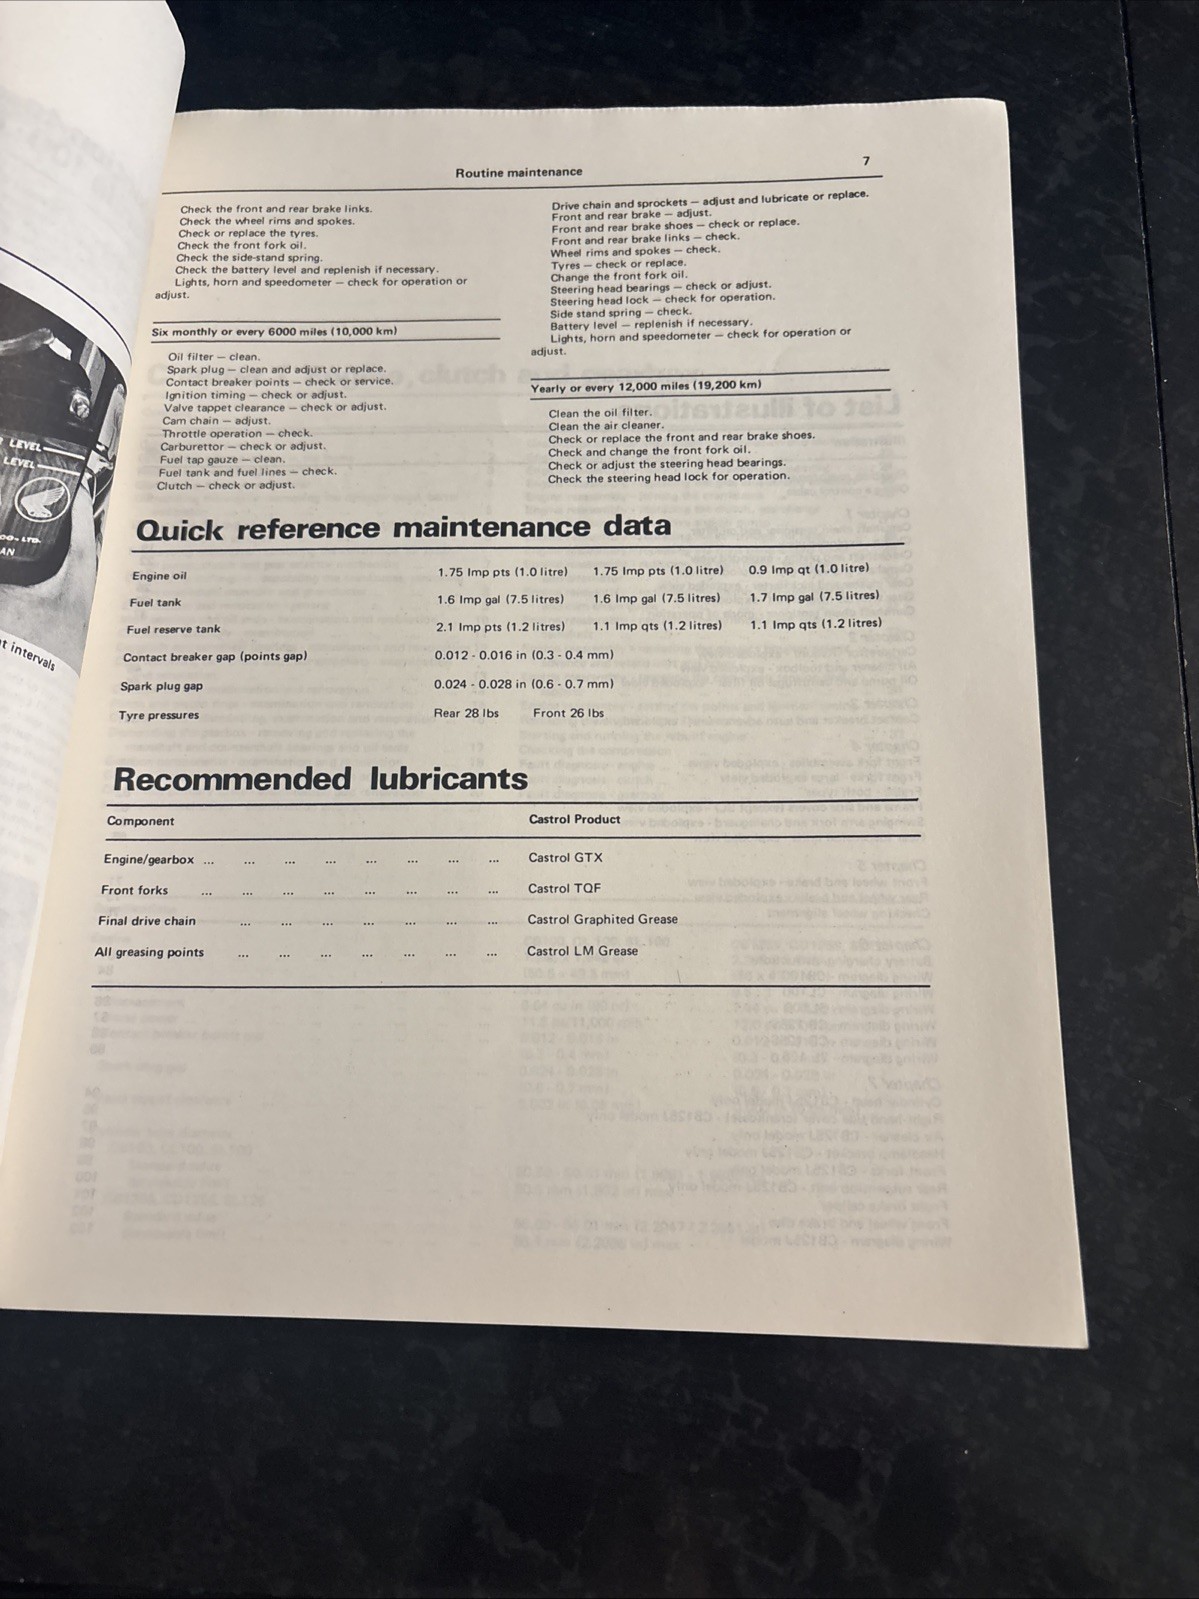 LEVEL
LEVEL
CO. LTD.
AN
t intervals
Routine maintenance
7
Check the front and rear brake links.
Check the wheel rims and spokes.
Check or replace the tyres.
Check the front fork oil.
Check the side-stand spring.
Check the battery level and replenish if necessary.
Lights, horn and speedometer — check for operation or
adjust.
Six monthly or every 6000 miles (10,000 km)
Oil filter — clean.
Spark plug — clean and adjust or replace.
Contact breaker points — check or service.
Ignition timing — check or adjust.
Valve tappet clearance — check or adjust.
Cam chain — adjust.
Throttle operation — check.
Carburettor — check or adjust.
Fuel tap gauze — clean.
Fuel tank and fuel lines — check.
Clutch — check or adjust.
Drive chain and sprockets — adjust and lubricate or replace.
Front and rear brake — adjust.
Front and rear brake shoes — check or replace.
Front and rear brake links — check.
Wheel rims and spokes — check.
Tyres — check or replace.
Change the front fork oil.
Steering head bearings — check or adjust.
Steering head lock — check for operation.
Side stand spring — check.
Battery level — replenish if necessary.
Lights, horn and speedometer — check for operation or
adjust.
Yearly or every 12,000 miles (19,200 km)
Clean the oil filter.
Clean the air cleaner.
Check or replace the front and rear brake shoes.
Check and change the front fork oil.
Check or adjust the steering head bearings.
Check the steering head lock for operation.
Quick reference maintenance data
Engine oil 1.75 Imp pts (1.0 litre) 1.75 Imp pts (1.0 litre) 0.9 Imp qt (1.0 litre)
Fuel tank 1.6 Imp gal (7.5 litres) 1.6 Imp gal (7.5 litres) 1.7 Imp gal (7.5 litres)
Fuel reserve tank 2.1 Imp pts (1.2 litres) 1.1 Imp qts (1.2 litres) 1.1 Imp qts (1.2 litres)
Contact breaker gap (points gap) 0.012 - 0.016 in (0.3 - 0.4 mm)
Spark plug gap 0.024 - 0.028 in (0.6 - 0.7 mm)
Tyre pressures Rear 28 lbs Front 26 lbs
Recommended lubricants
Component Castrol Product
Engine/gearbox ... ... ... ... ... ... ... ... Castrol GTX
Front forks ... ... ... ... ... ... ... ... Castrol TQF
Final drive chain ... ... ... ... ... ... ... Castrol Graphited Grease
All greasing points ... ... ... ... ... ... ... Castrol LM Grease